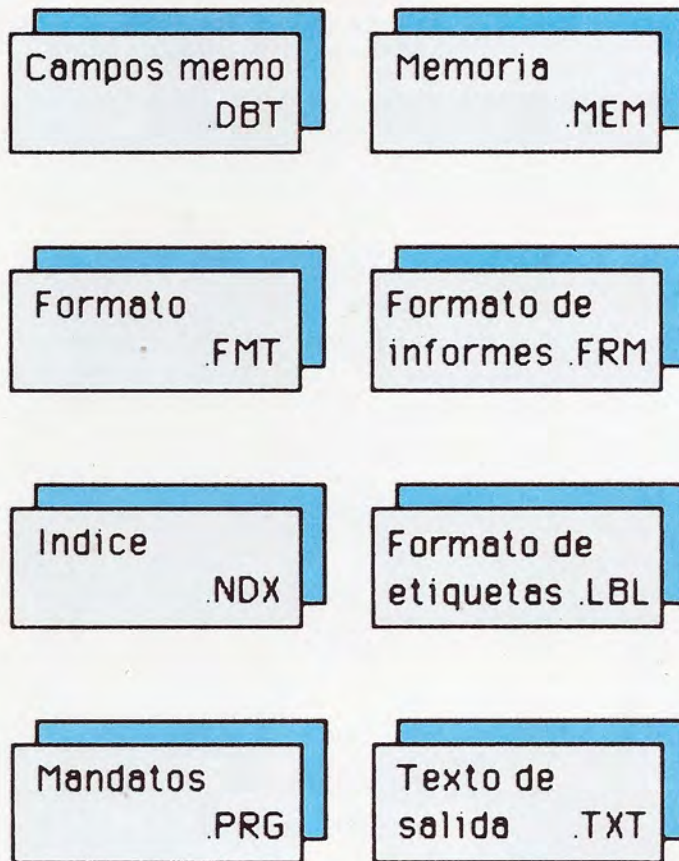 Campos memo
.DBT
Memoria
.MEM
Formato
.FMT
Formato de
informes .FRM
Indice
.NDX
Formato de
etiquetas .LBL
Mandatos
.PRG
Texto de
salida .TXT